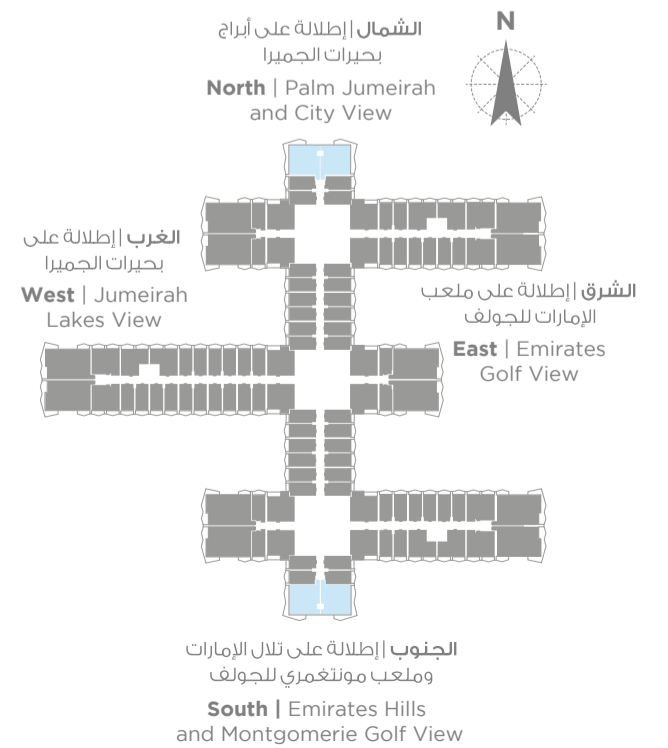 N
الشمال | إطلالة على أبراج
بحيرات الجميرا
North | Palm Jumeirah
and City View
الغرب | إطلالة على
بحيرات الجميرا
West | Jumeirah
Lakes View
الشرق | إطلالة على ملعب
الإمارات للجولف
East | Emirates
Golf View
الجنوب | إطلالة على تلال الإمارات
وملعب مونتغمري للجولف
South | Emirates Hills
and Montgomerie Golf View